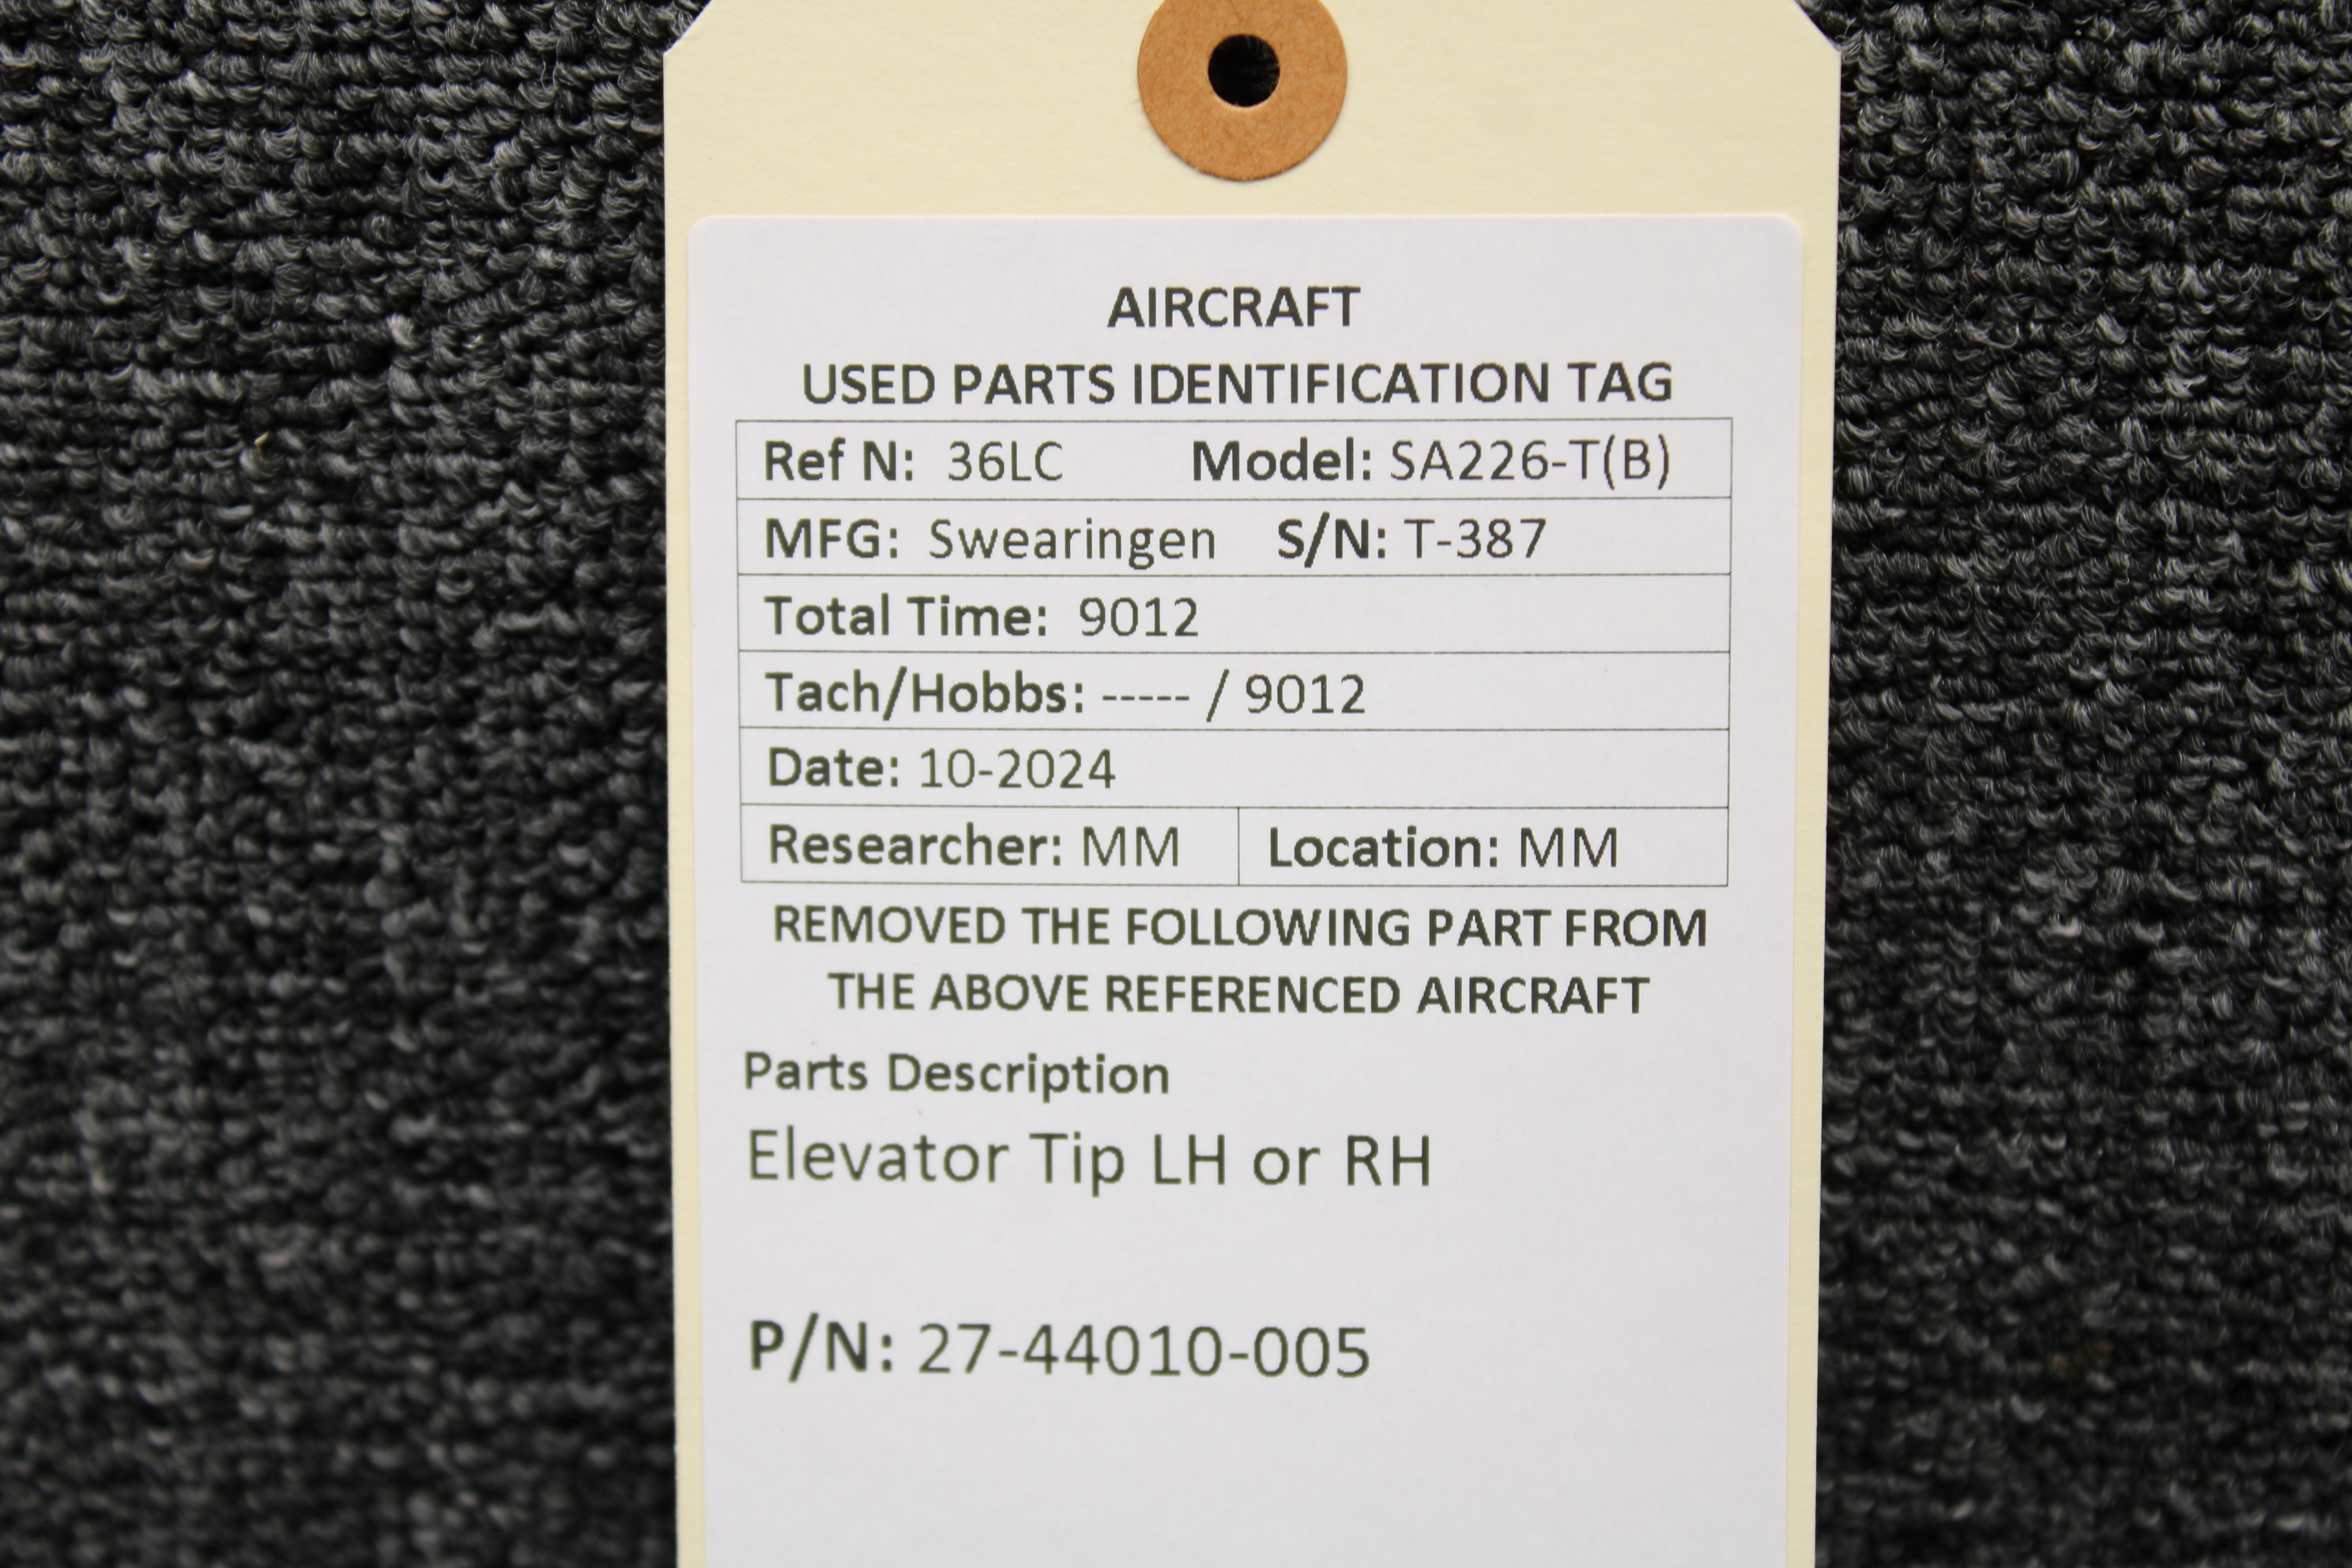 AIRCRAFT
USED PARTS IDENTIFICATION TAG
Ref N: 36LC Model: SA226-T(B)
MFG: Swearingen S/N: T-387
Total Time: 9012
Tach/Hobbs: ----- / 9012
Date: 10-2024
Researcher: MM Location: MM
REMOVED THE FOLLOWING PART FROM
THE ABOVE REFERENCED AIRCRAFT
Parts Description
Elevator Tip LH or RH
P/N: 27-44010-005